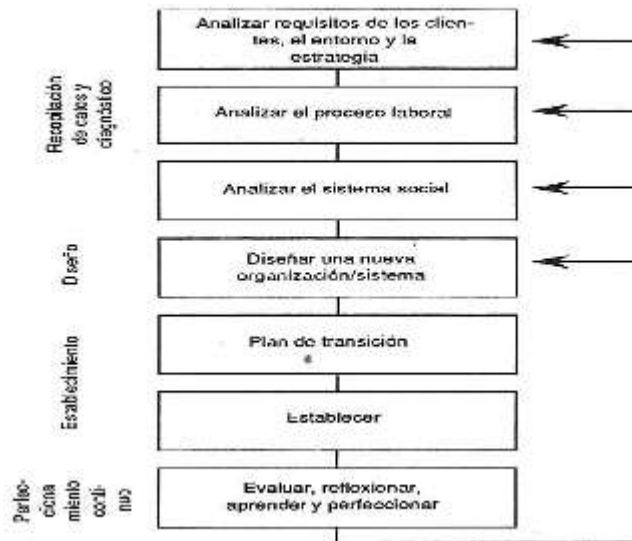 Analizar requisitos de los clien-
tes, el entorno y la
estrategia
Recopilación
de datos y
diagnóstico
Analizar el proceso laboral
Analizar el sistema social
Diseño
Diseñar una nueva
organización/sistema
Establecimiento
Plan de transición
Establecer
Perfec-
ciona
miento
conti-
nuo
Evaluar, reflexionar,
aprender y perfeccionar